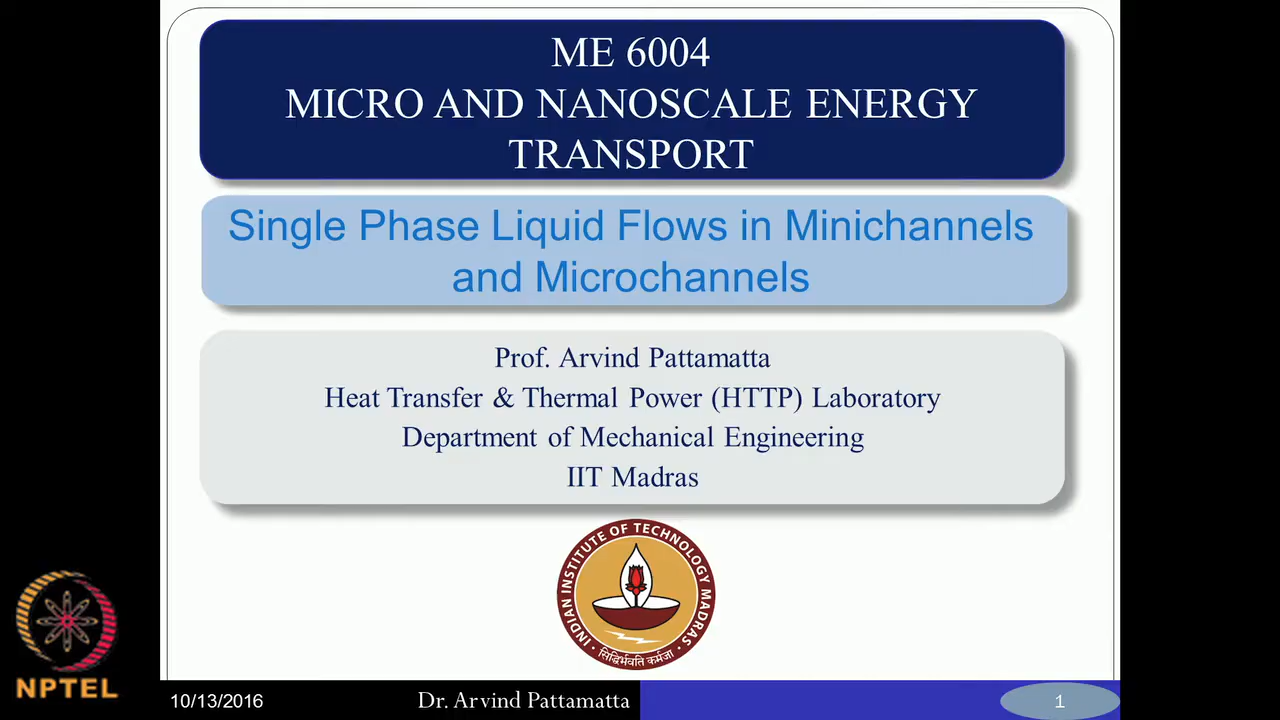 ME 6004
MICRO AND NANOSCALE ENERGY
TRANSPORT
Single Phase Liquid Flows in Minichannels
and Microchannels
Prof. Arvind Pattamatta
Heat Transfer & Thermal Power (HTTP) Laboratory
Department of Mechanical Engineering
IIT Madras
INDIAN INSTITUTE OF TECHNOLOGY MADRAS
सिद्धिर्भवति कर्मजा
NPTEL
10/13/2016
Dr. Arvind Pattamatta
1